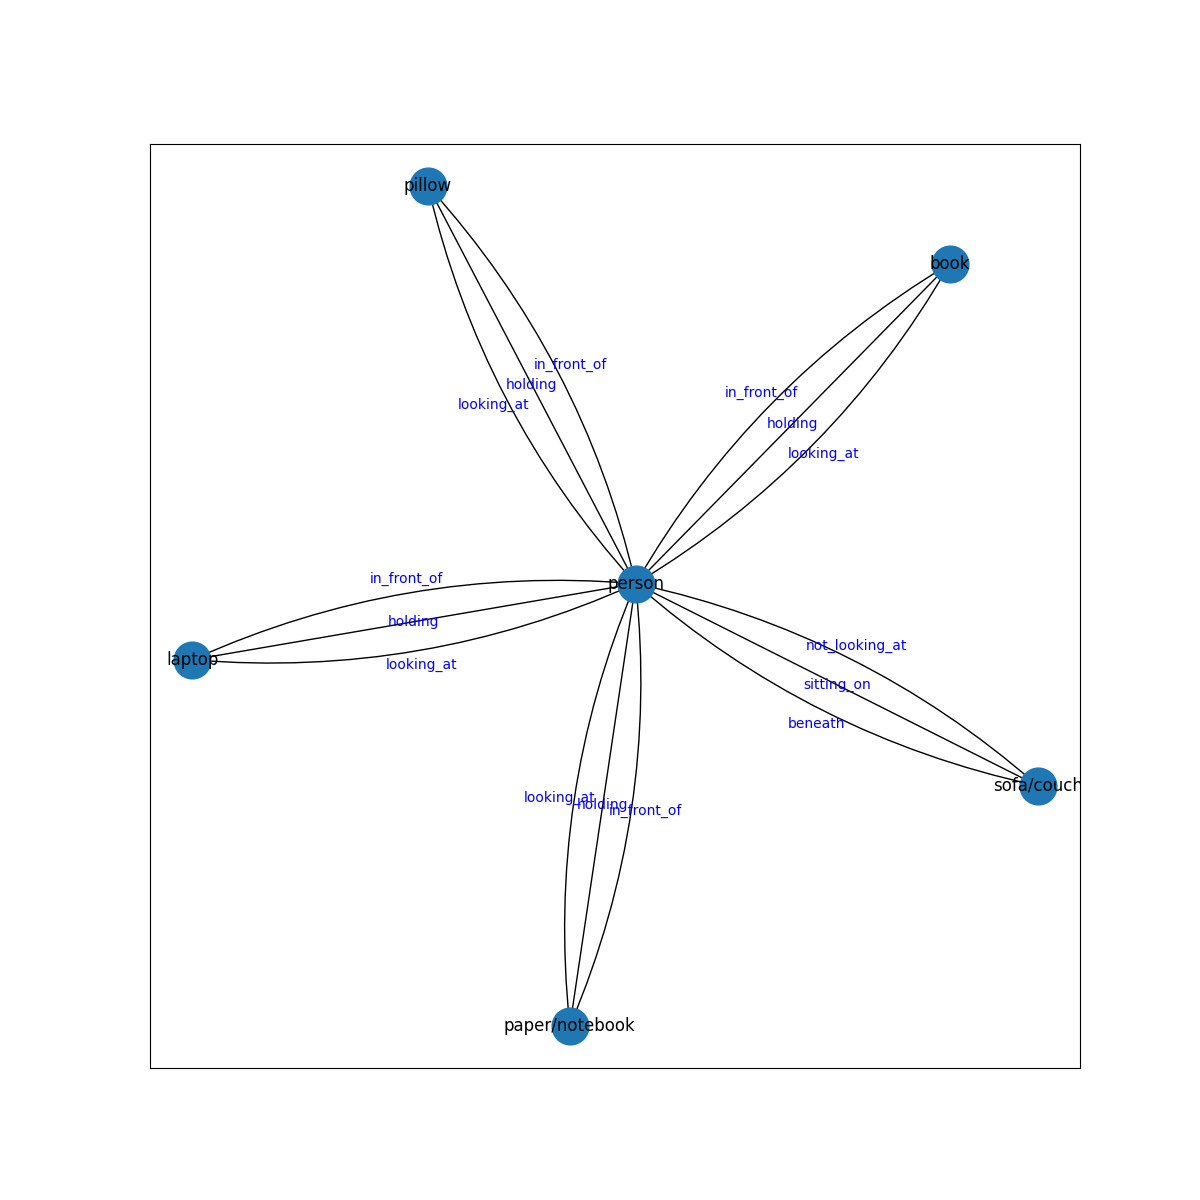 pillow
book
in_front_of
holding
looking_at
in_front_of
holding
looking_at
in_front_of
person
holding
laptop
looking_at
not_looking_at
sitting_on
beneath
sofa/couch
looking_at
holding
in_front_of
paper/notebook